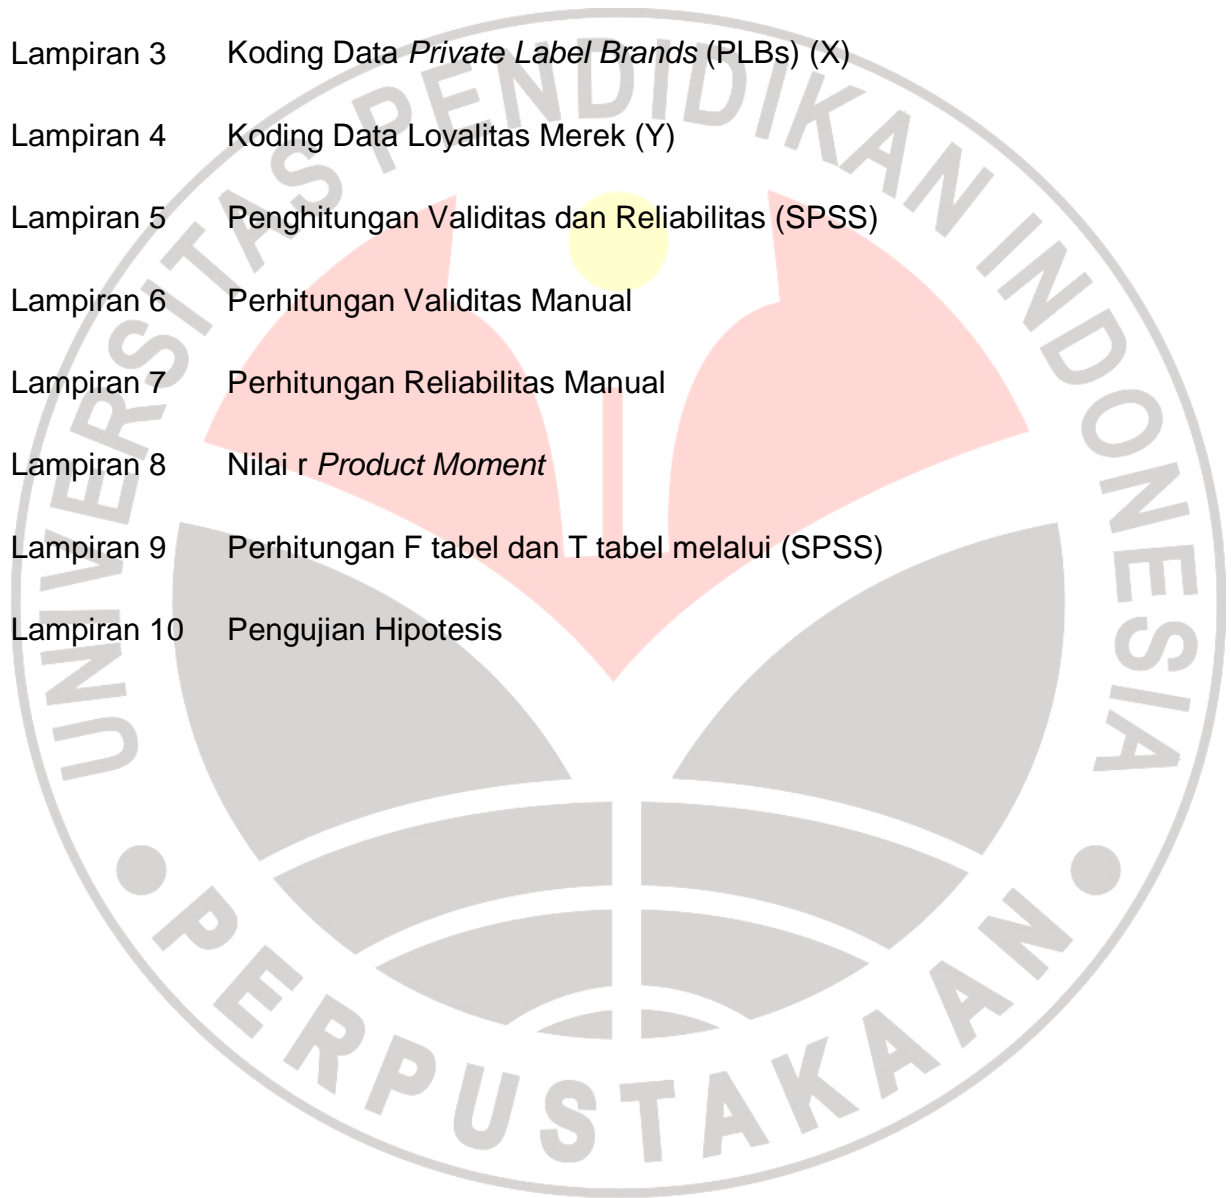 Lampiran 3 Koding Data Private Label Brands (PLBs) (X)
Lampiran 4 Koding Data Loyalitas Merek (Y)
Lampiran 5 Penghitungan Validitas dan Reliabilitas (SPSS)
Lampiran 6 Perhitungan Validitas Manual
Lampiran 7 Perhitungan Reliabilitas Manual
Lampiran 8 Nilai r Product Moment
Lampiran 9 Perhitungan F tabel dan T tabel melalui (SPSS)
Lampiran 10 Pengujian Hipotesis
UNIVERSITAS PENDIDIKAN INDONESIA
PERPUSTAKAAN